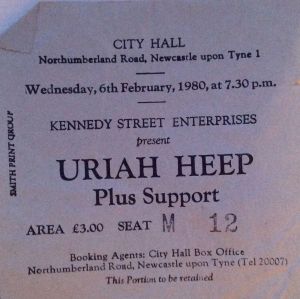 CITY HALL
Northumberland Road, Newcastle upon Tyne 1
Wednesday, 6th February, 1980, at 7.30 p.m.
KENNEDY STREET ENTERPRISES
present
URIAH HEEP
Plus Support
AREA £3.00 SEAT M 12
Booking Agents: City Hall Box Office
Northumberland Road, Newcastle upon Tyne (Tel 20007)
This Portion to be retained
SMITH PRINT GROUP